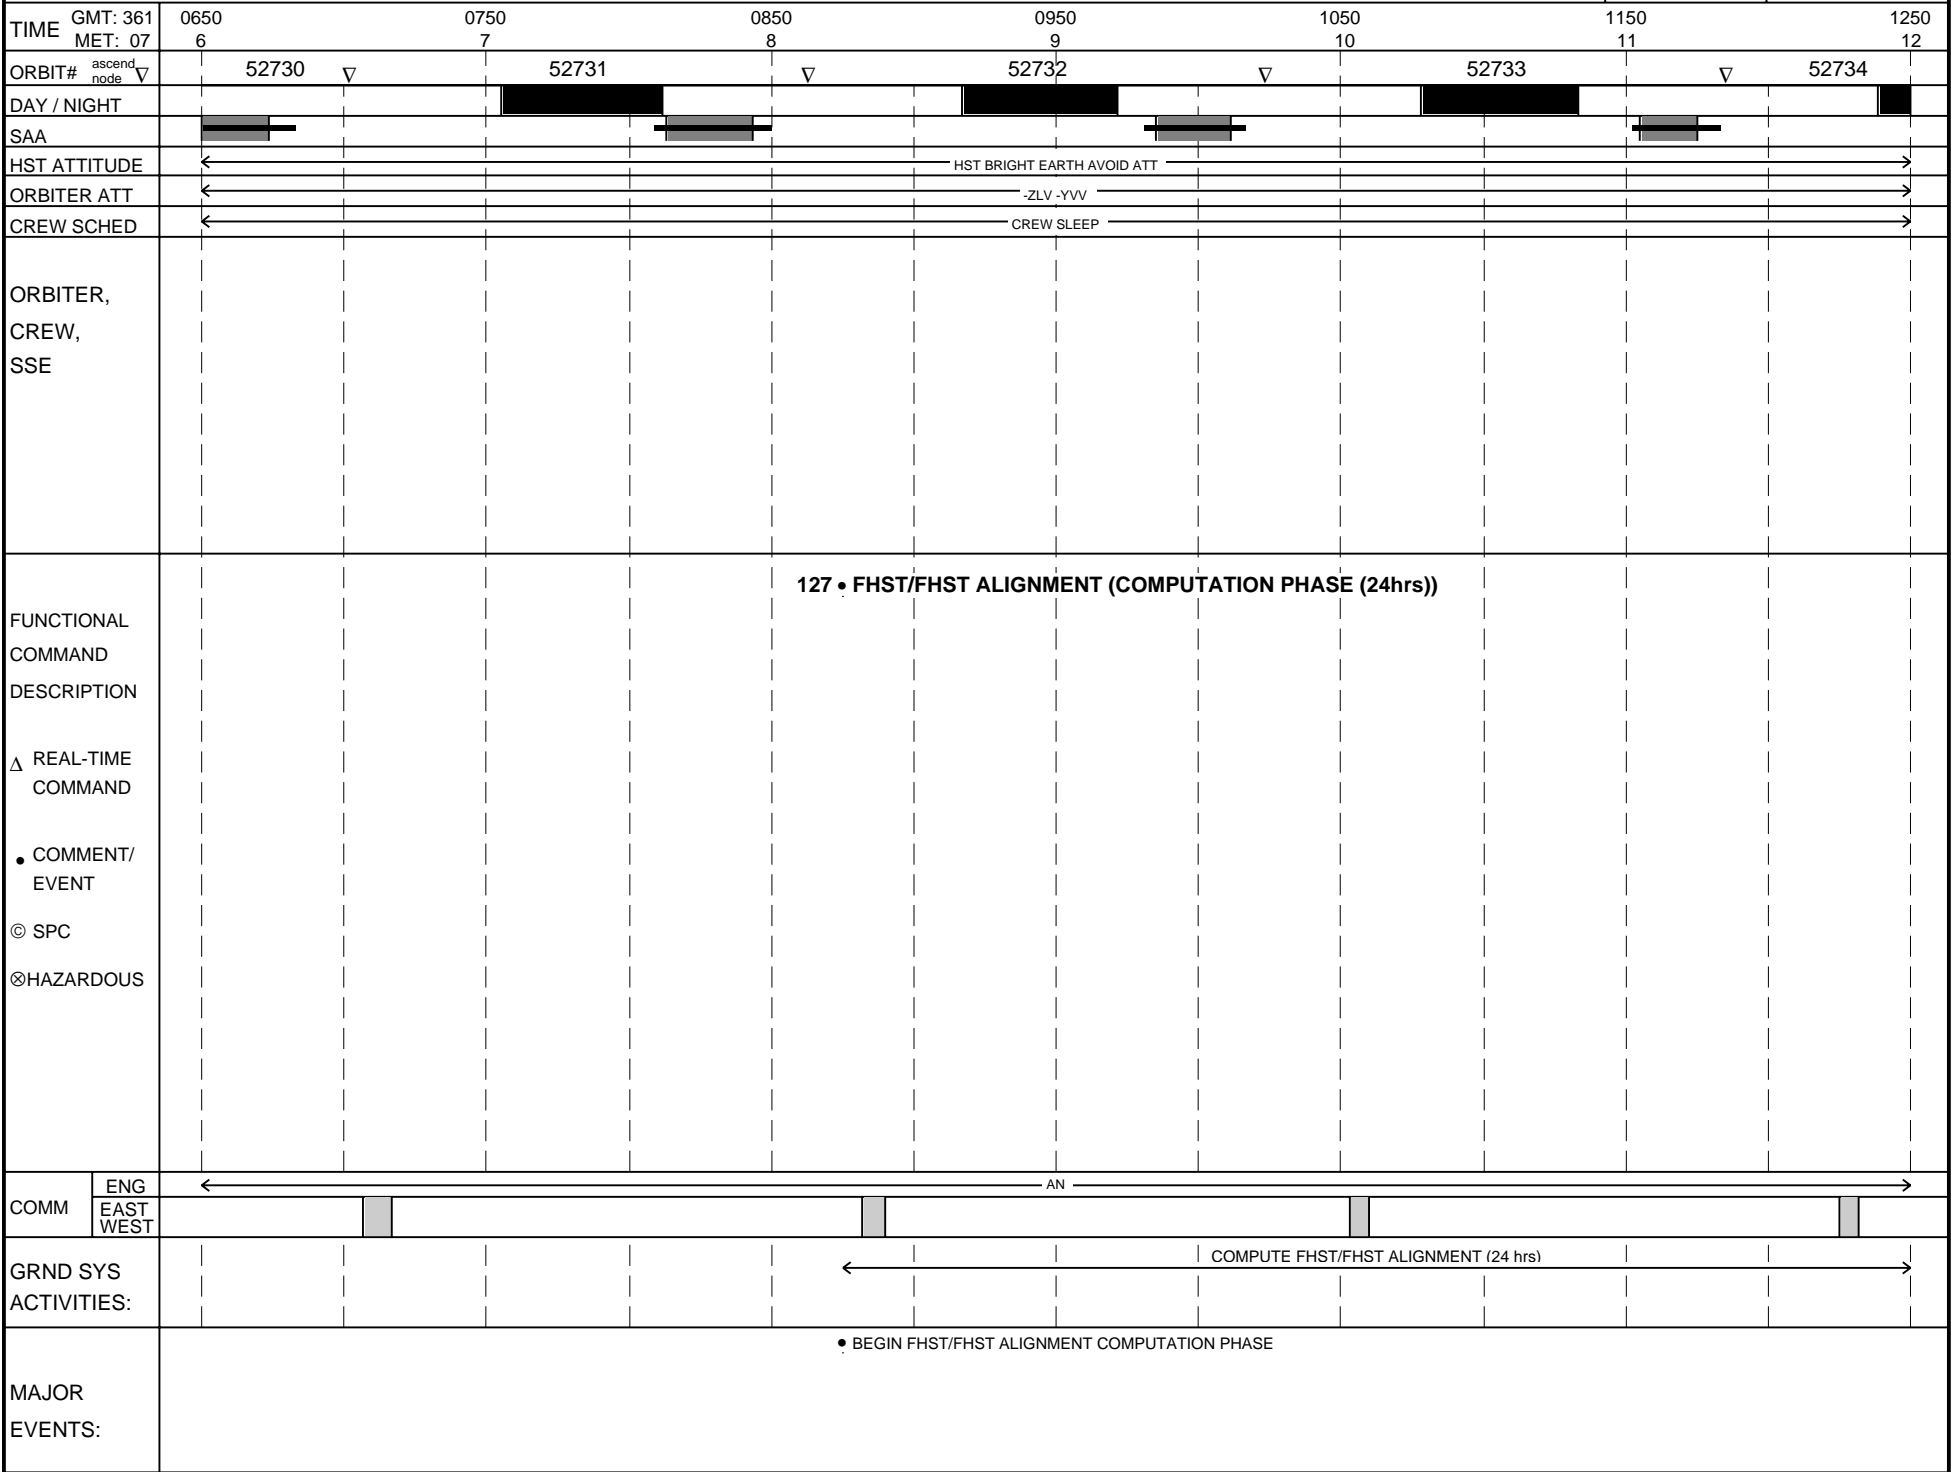 TIME GMT: 361 0650 0750 0850 0950 1050 1150 1250
MET: 07 6 7 8 9 10 11 12
ORBIT# ascend node ∇ 52730 ∇ 52731 ∇ 52732 ∇ 52733 ∇ 52734
DAY / NIGHT
SAA
HST ATTITUDE HST BRIGHT EARTH AVOID ATT
ORBITER ATT -ZLV -YVV
CREW SCHED CREW SLEEP
ORBITER,
CREW,
SSE
127 • FHST/FHST ALIGNMENT (COMPUTATION PHASE (24hrs))
FUNCTIONAL
COMMAND
DESCRIPTION
Δ REAL-TIME
COMMAND
• COMMENT/
EVENT
© SPC
⊗HAZARDOUS
COMM ENG AN
EAST
WEST
COMPUTE FHST/FHST ALIGNMENT (24 hrs)
GRND SYS
ACTIVITIES:
• BEGIN FHST/FHST ALIGNMENT COMPUTATION PHASE
MAJOR
EVENTS: